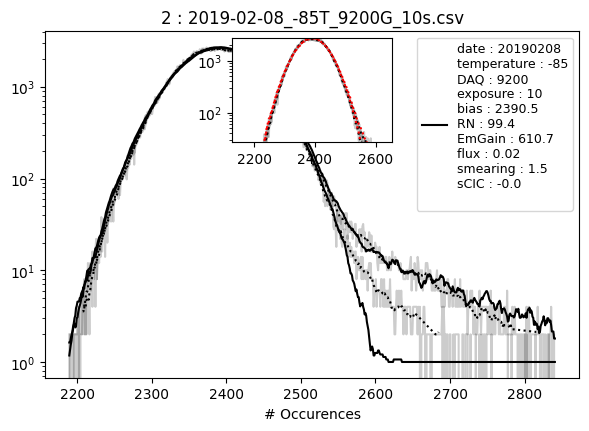 2 : 2019-02-08_-85T_9200G_10s.csv
10³
10²
10¹
10⁰
10³
10²
2200 2400 2600
date : 20190208
temperature : -85
DAQ : 9200
exposure : 10
bias : 2390.5
RN : 99.4
EmGain : 610.7
flux : 0.02
smearing : 1.5
sCIC : -0.0
2200 2300 2400 2500 2600 2700 2800
# Occurences